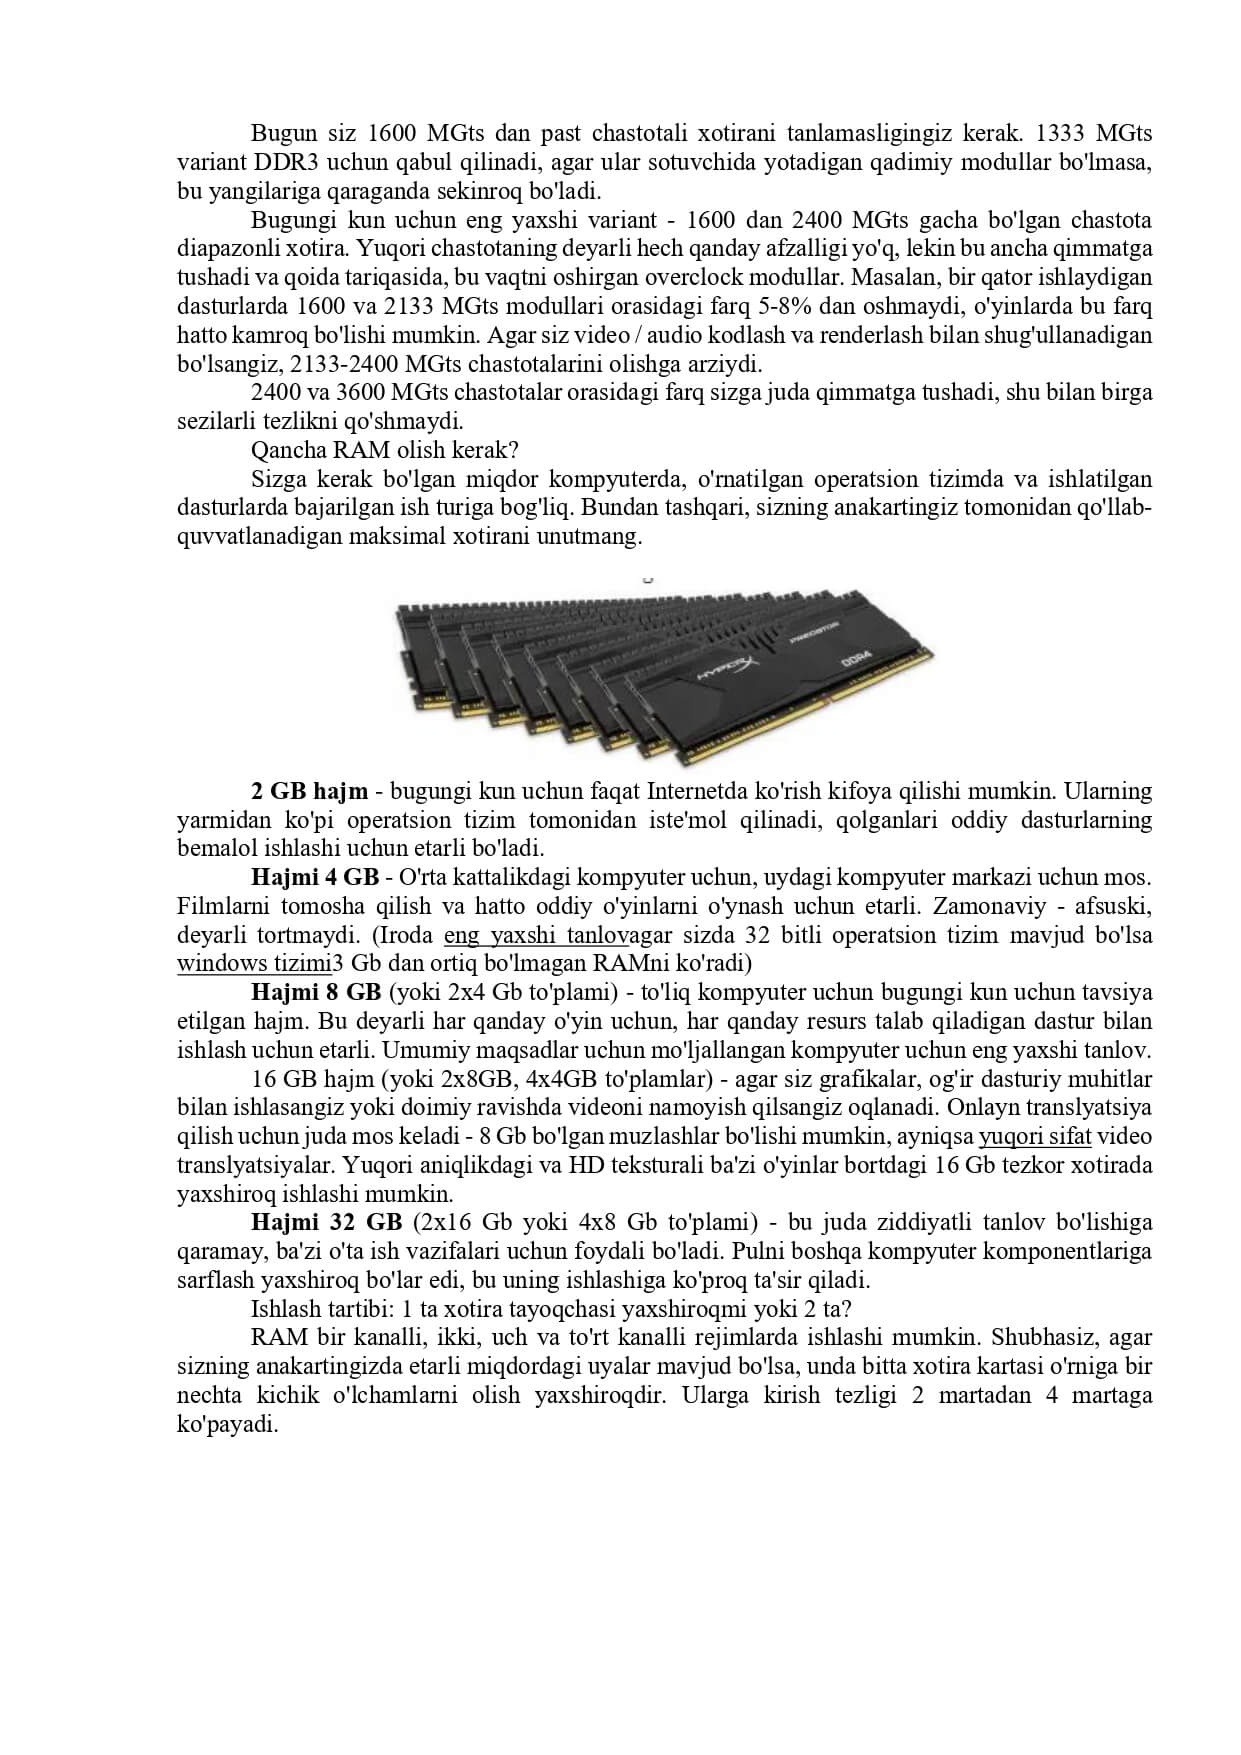 Bugun siz 1600 MGts dan past chastotali xotirani tanlamasligingiz kerak. 1333 MGts
variant DDR3 uchun qabul qilinadi, agar ular sotuvchida yotadigan qadimiy modullar bo'lmasa,
bu yangilariga qaraganda sekinroq bo'ladi.
Bugungi kun uchun eng yaxshi variant - 1600 dan 2400 MGts gacha bo'lgan chastota
diapazonli xotira. Yuqori chastotaning deyarli hech qanday afzalligi yo'q, lekin bu ancha qimmatga
tushadi va qoida tariqasida, bu vaqtni oshirgan overclock modullar. Masalan, bir qator ishlaydigan
dasturlarda 1600 va 2133 MGts modullari orasidagi farq 5-8% dan oshmaydi, o'yinlarda bu farq
hatto kamroq bo'lishi mumkin. Agar siz video / audio kodlash va renderlash bilan shug'ullanadigan
bo'lsangiz, 2133-2400 MGts chastotalarini olishga arziydi.
2400 va 3600 MGts chastotalar orasidagi farq sizga juda qimmatga tushadi, shu bilan birga
sezilarli tezlikni qo'shmaydi.
Qancha RAM olish kerak?
Sizga kerak bo'lgan miqdor kompyuterda, o'rnatilgan operatsion tizimda va ishlatilgan
dasturlarda bajarilgan ish turiga bog'liq. Bundan tashqari, sizning anakartingiz tomonidan qo'llab-
quvvatlanadigan maksimal xotirani unutmang.
HYPERX
PREDATOR
DDR4
2 GB hajm - bugungi kun uchun faqat Internetda ko'rish kifoya qilishi mumkin. Ularning
yarmidan ko'pi operatsion tizim tomonidan iste'mol qilinadi, qolganlari oddiy dasturlarning
bemalol ishlashi uchun etarli bo'ladi.
Hajmi 4 GB - O'rta kattalikdagi kompyuter uchun, uydagi kompyuter markazi uchun mos.
Filmlarni tomosha qilish va hatto oddiy o'yinlarni o'ynash uchun etarli. Zamonaviy - afsuski,
deyarli tortmaydi. (Iroda eng yaxshi tanlovagar sizda 32 bitli operatsion tizim mavjud bo'lsa
windows tizimi3 Gb dan ortiq bo'lmagan RAMni ko'radi)
Hajmi 8 GB (yoki 2x4 Gb to'plami) - to'liq kompyuter uchun bugungi kun uchun tavsiya
etilgan hajm. Bu deyarli har qanday o'yin uchun, har qanday resurs talab qiladigan dastur bilan
ishlash uchun etarli. Umumiy maqsadlar uchun mo'ljallangan kompyuter uchun eng yaxshi tanlov.
16 GB hajm (yoki 2x8GB, 4x4GB to'plamlar) - agar siz grafikalar, og'ir dasturiy muhitlar
bilan ishlasangiz yoki doimiy ravishda videoni namoyish qilsangiz oqlanadi. Onlayn translyatsiya
qilish uchun juda mos keladi - 8 Gb bo'lgan muzlashlar bo'lishi mumkin, ayniqsa yuqori sifat video
translyatsiyalar. Yuqori aniqlikdagi va HD teksturali ba'zi o'yinlar bortdagi 16 Gb tezkor xotirada
yaxshiroq ishlashi mumkin.
Hajmi 32 GB (2x16 Gb yoki 4x8 Gb to'plami) - bu juda ziddiyatli tanlov bo'lishiga
qaramay, ba'zi o'ta ish vazifalari uchun foydali bo'ladi. Pulni boshqa kompyuter komponentlariga
sarflash yaxshiroq bo'lar edi, bu uning ishlashiga ko'proq ta'sir qiladi.
Ishlash tartibi: 1 ta xotira tayoqchasi yaxshiroqmi yoki 2 ta?
RAM bir kanalli, ikki, uch va to'rt kanalli rejimlarda ishlashi mumkin. Shubhasiz, agar
sizning anakartingizda etarli miqdordagi uyalar mavjud bo'lsa, unda bitta xotira kartasi o'rniga bir
nechta kichik o'lchamlarni olish yaxshiroqdir. Ularga kirish tezligi 2 martadan 4 martaga
ko'payadi.